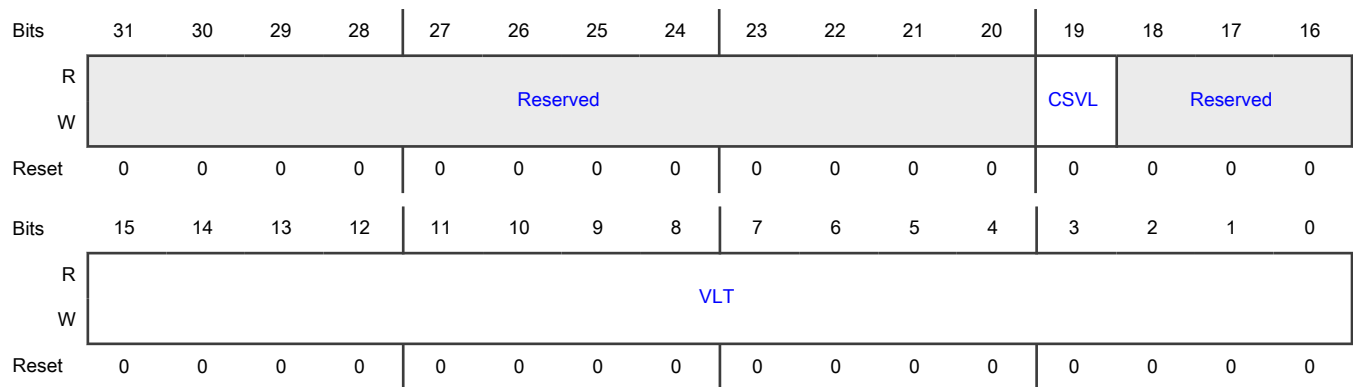 Bits 31 30 29 28 27 26 25 24 23 22 21 20 19 18 17 16
R
Reserved CSVL Reserved
W
Reset 0 0 0 0 0 0 0 0 0 0 0 0 0 0 0 0
Bits 15 14 13 12 11 10 9 8 7 6 5 4 3 2 1 0
R
VLT
W
Reset 0 0 0 0 0 0 0 0 0 0 0 0 0 0 0 0